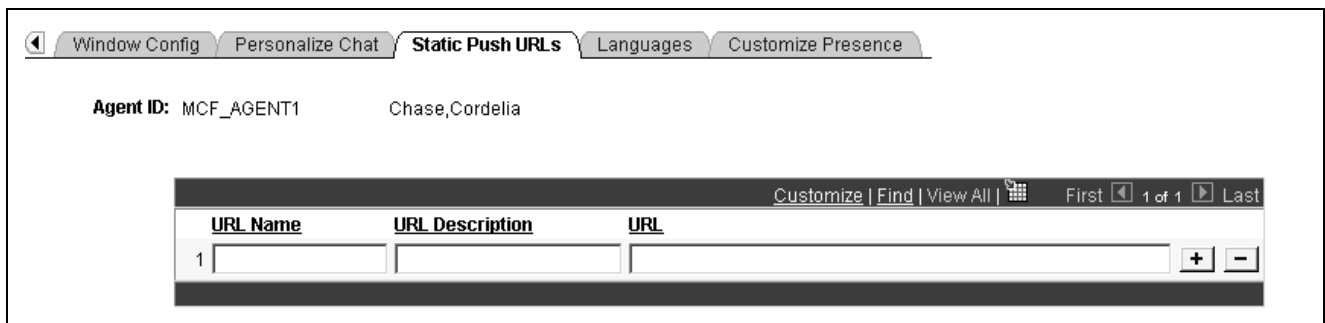 Window Config Personalize Chat Static Push URLs Languages Customize Presence
Agent ID: MCF_AGENT1 Chase,Cordelia
Customize | Find | View All | First 1 of 1 Last
URL Name URL Description URL
1 + -